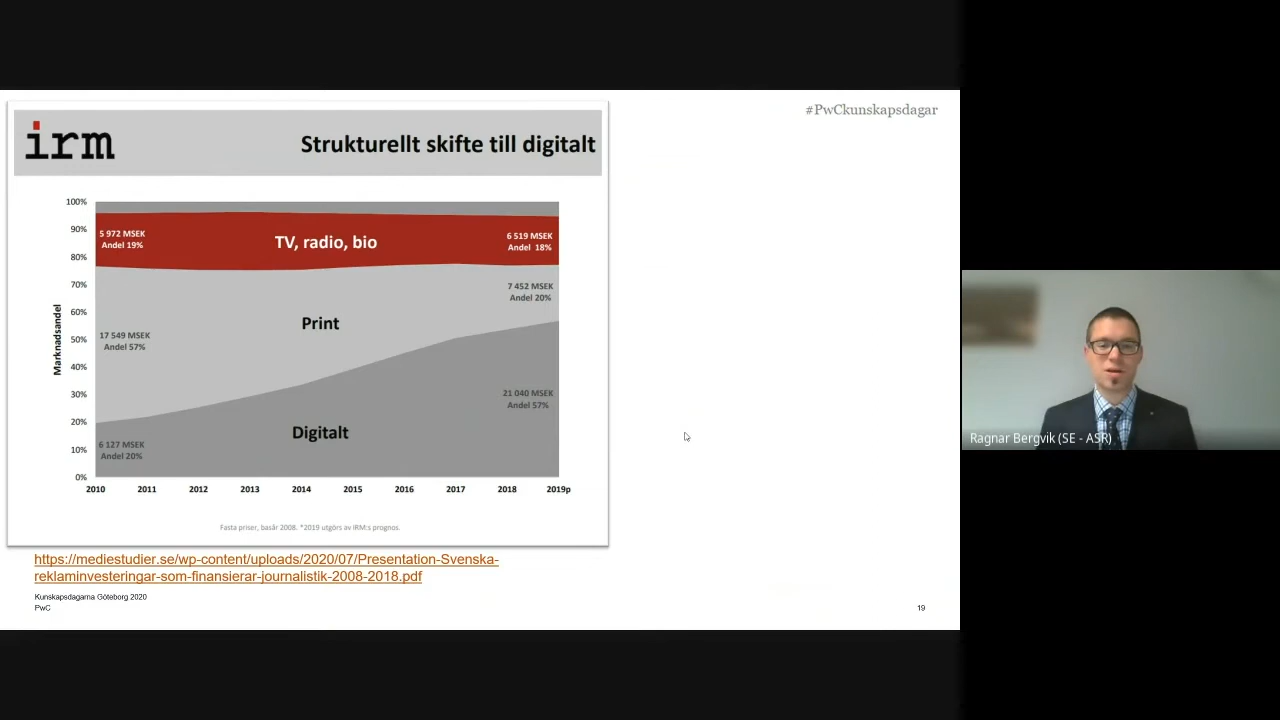 #PwCkunskapsdagar
irm
Strukturellt skifte till digitalt
100%
90%
80%
70%
60%
50%
40%
30%
20%
10%
0%
Marknadsandel
5 972 MSEK
Andel 19%
TV, radio, bio
6 519 MSEK
Andel 18%
7 452 MSEK
Andel 20%
Print
17 549 MSEK
Andel 57%
21 040 MSEK
Andel 57%
Digitalt
6 127 MSEK
Andel 20%
2010 2011 2012 2013 2014 2015 2016 2017 2018 2019p
Fasta priser, basår 2008. *2019 utgörs av IRM:s prognos.
https://mediestudier.se/wp-content/uploads/2020/07/Presentation-Svenska-
reklaminvesteringar-som-finansierar-journalistik-2008-2018.pdf
Kunskapsdagarna Göteborg 2020
PwC
19
Ragnar Bergvik (SE - ASR)